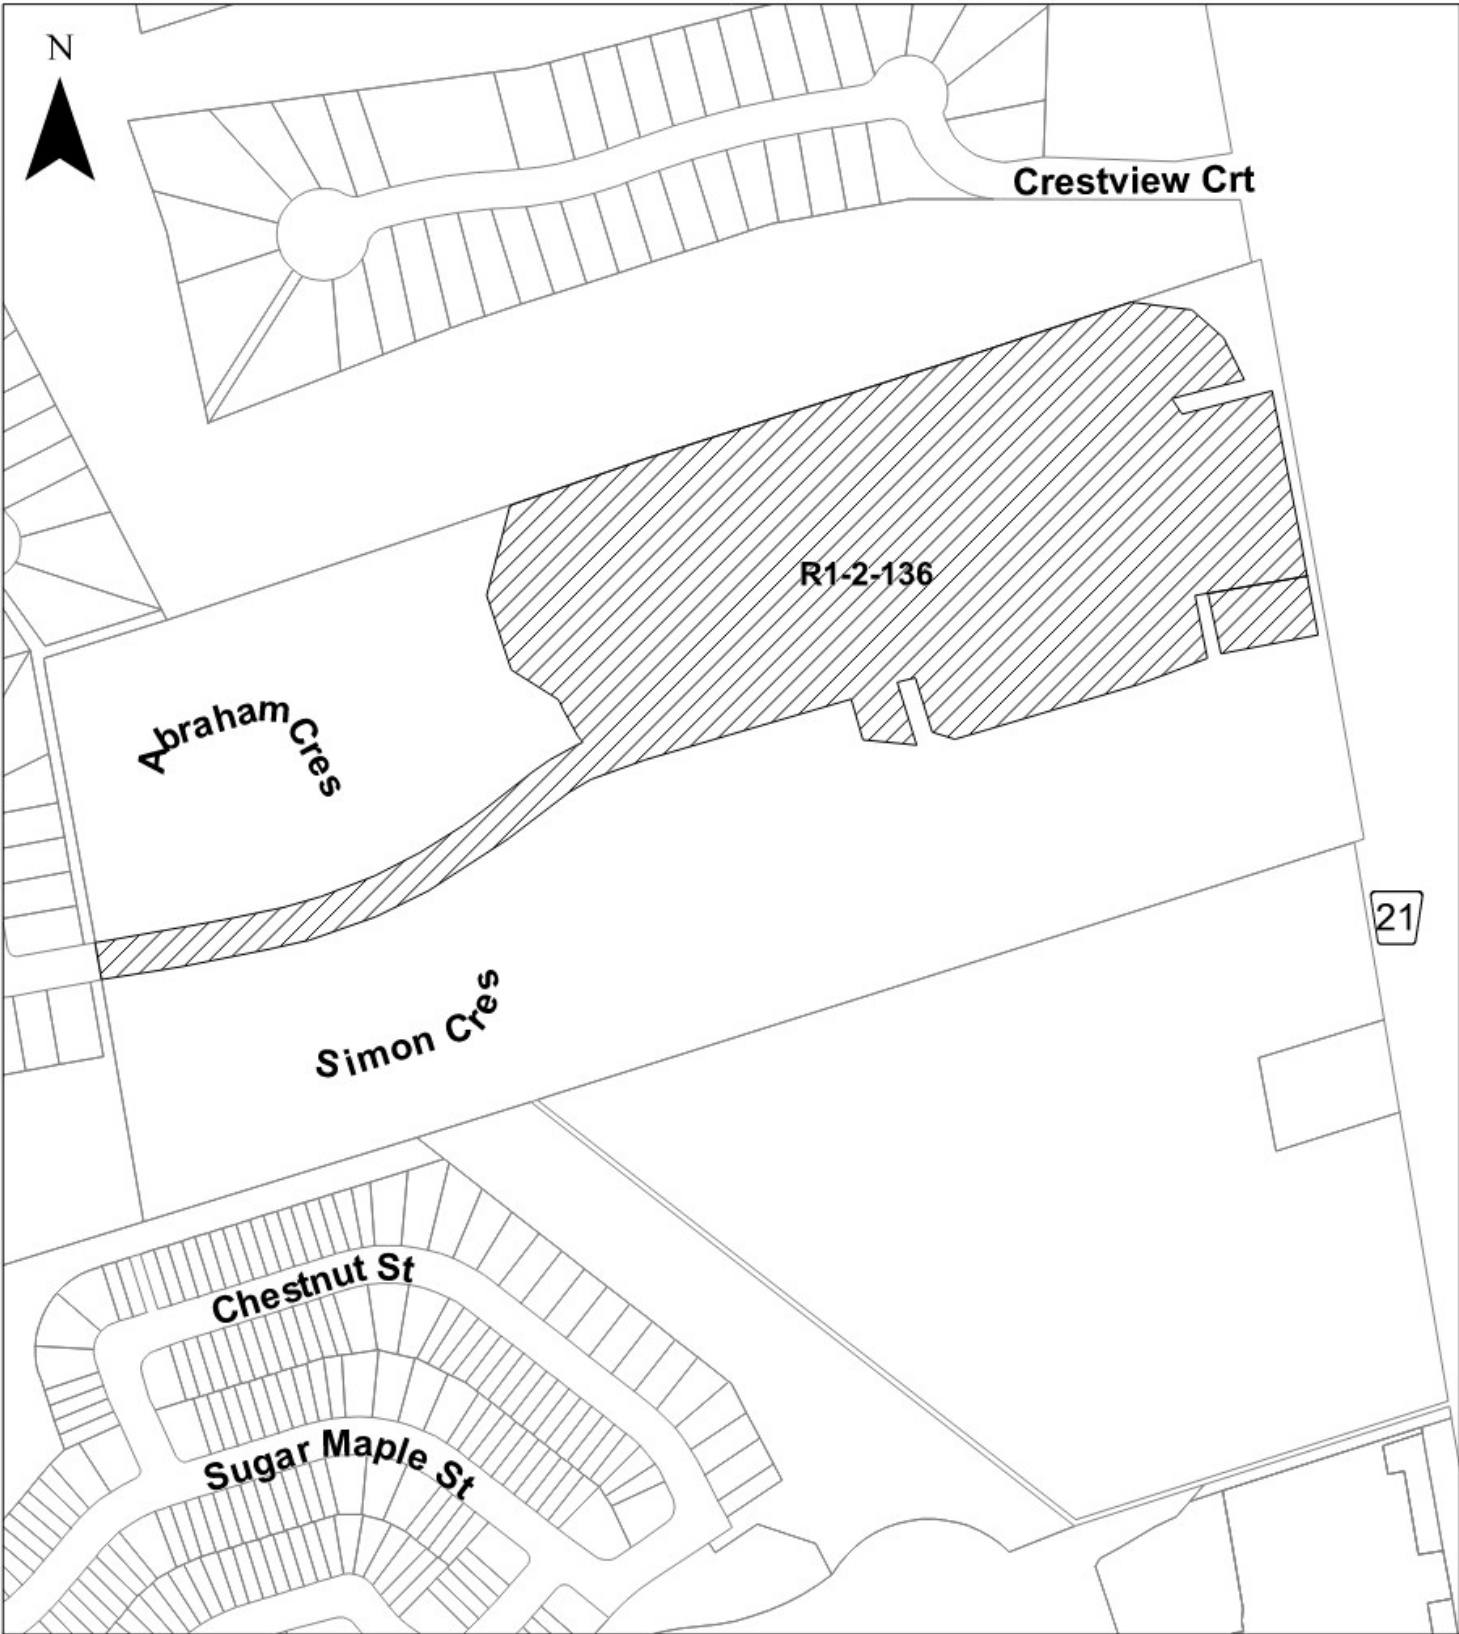 N
Crestview Crt
R1-2-136
Abraham Cres
21
Simon Cres
Chestnut St
Sugar Maple St